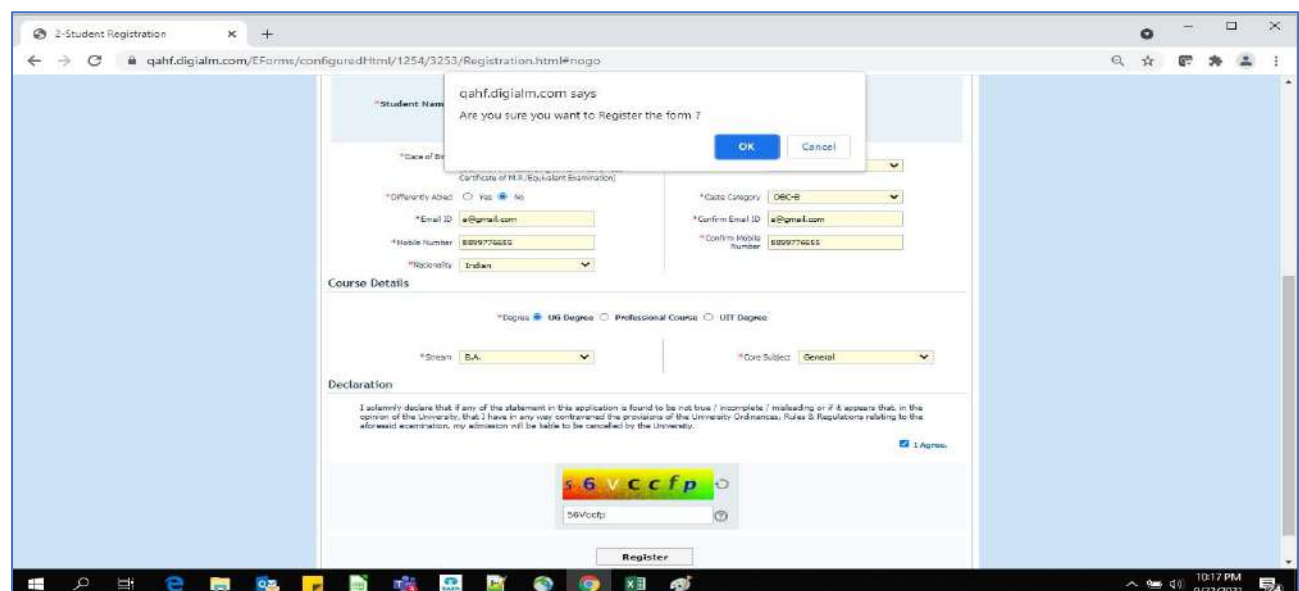 2-Student Registration
qahf.digialm.com/EForms/configuredHtml/1254/3253/Registration.html#nogo
qahf.digialm.com says
Are you sure you want to Register the form ?
OK Cancel
*Student Nam
*Date of Bir
Certificate of M.P./Equivalent Examination)
*Differently Abled Yes No *Caste Category OBC-B
*Email ID a@gmail.com *Confirm Email ID a@gmail.com
*Mobile Number 8899776655 *Confirm Mobile Number 8899776655
*Nationality Indian
Course Details
*Degree UG Degree Professional Course UIT Degree
*Stream B.A. *Core Subject General
Declaration
I solemnly declare that if any of the statement in this application is found to be not true / incomplete / misleading or if it appears that, in the
opinion of the University, that I have in any way contravened the provisions of the University Ordinances, Rules & Regulations relating to the
aforesaid examination, my admission will be liable to be cancelled by the University.
I Agree.
s 6 V c c f p
S6Vccfp
Register
10:17 PM